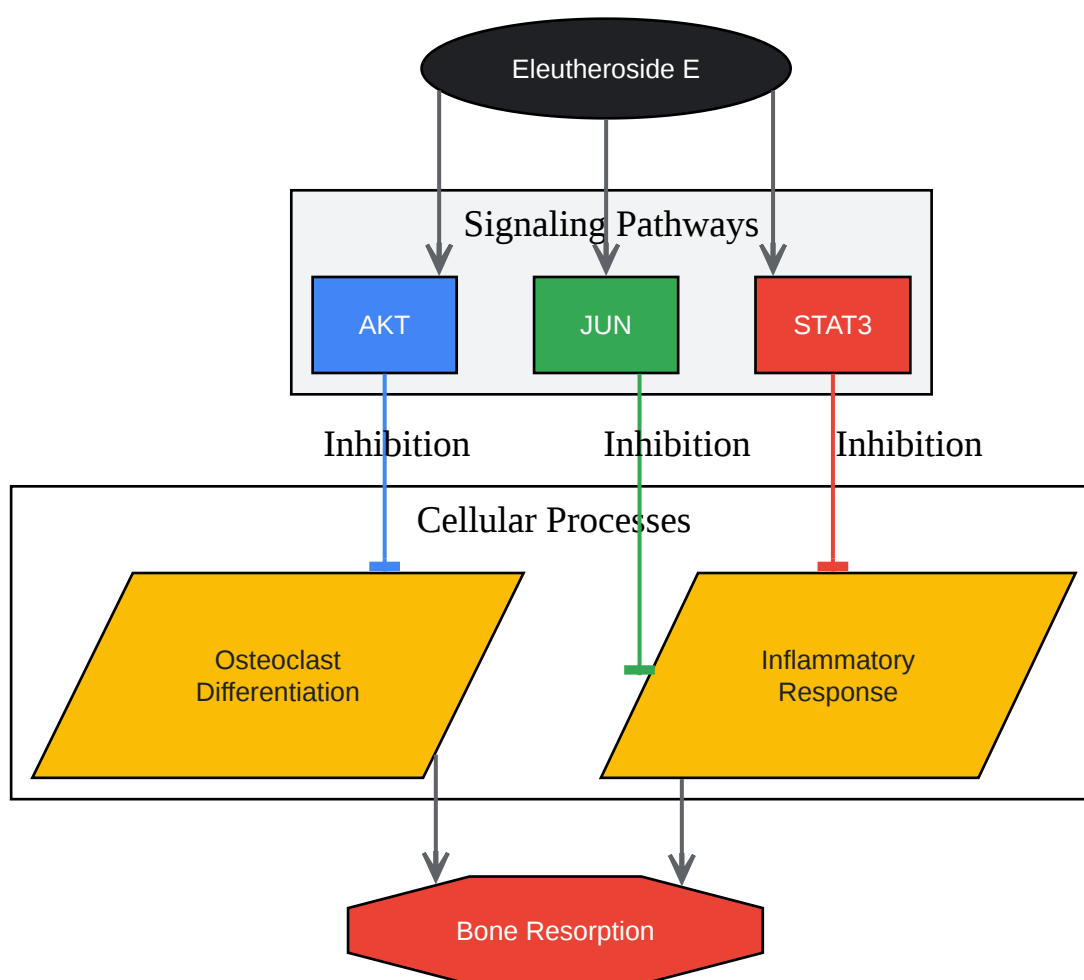 Eleutheroside E
Signaling Pathways
AKT
JUN
STAT3
Inhibition
Inhibition
Inhibition
Cellular Processes
Osteoclast
Differentiation
Inflammatory
Response
Bone Resorption